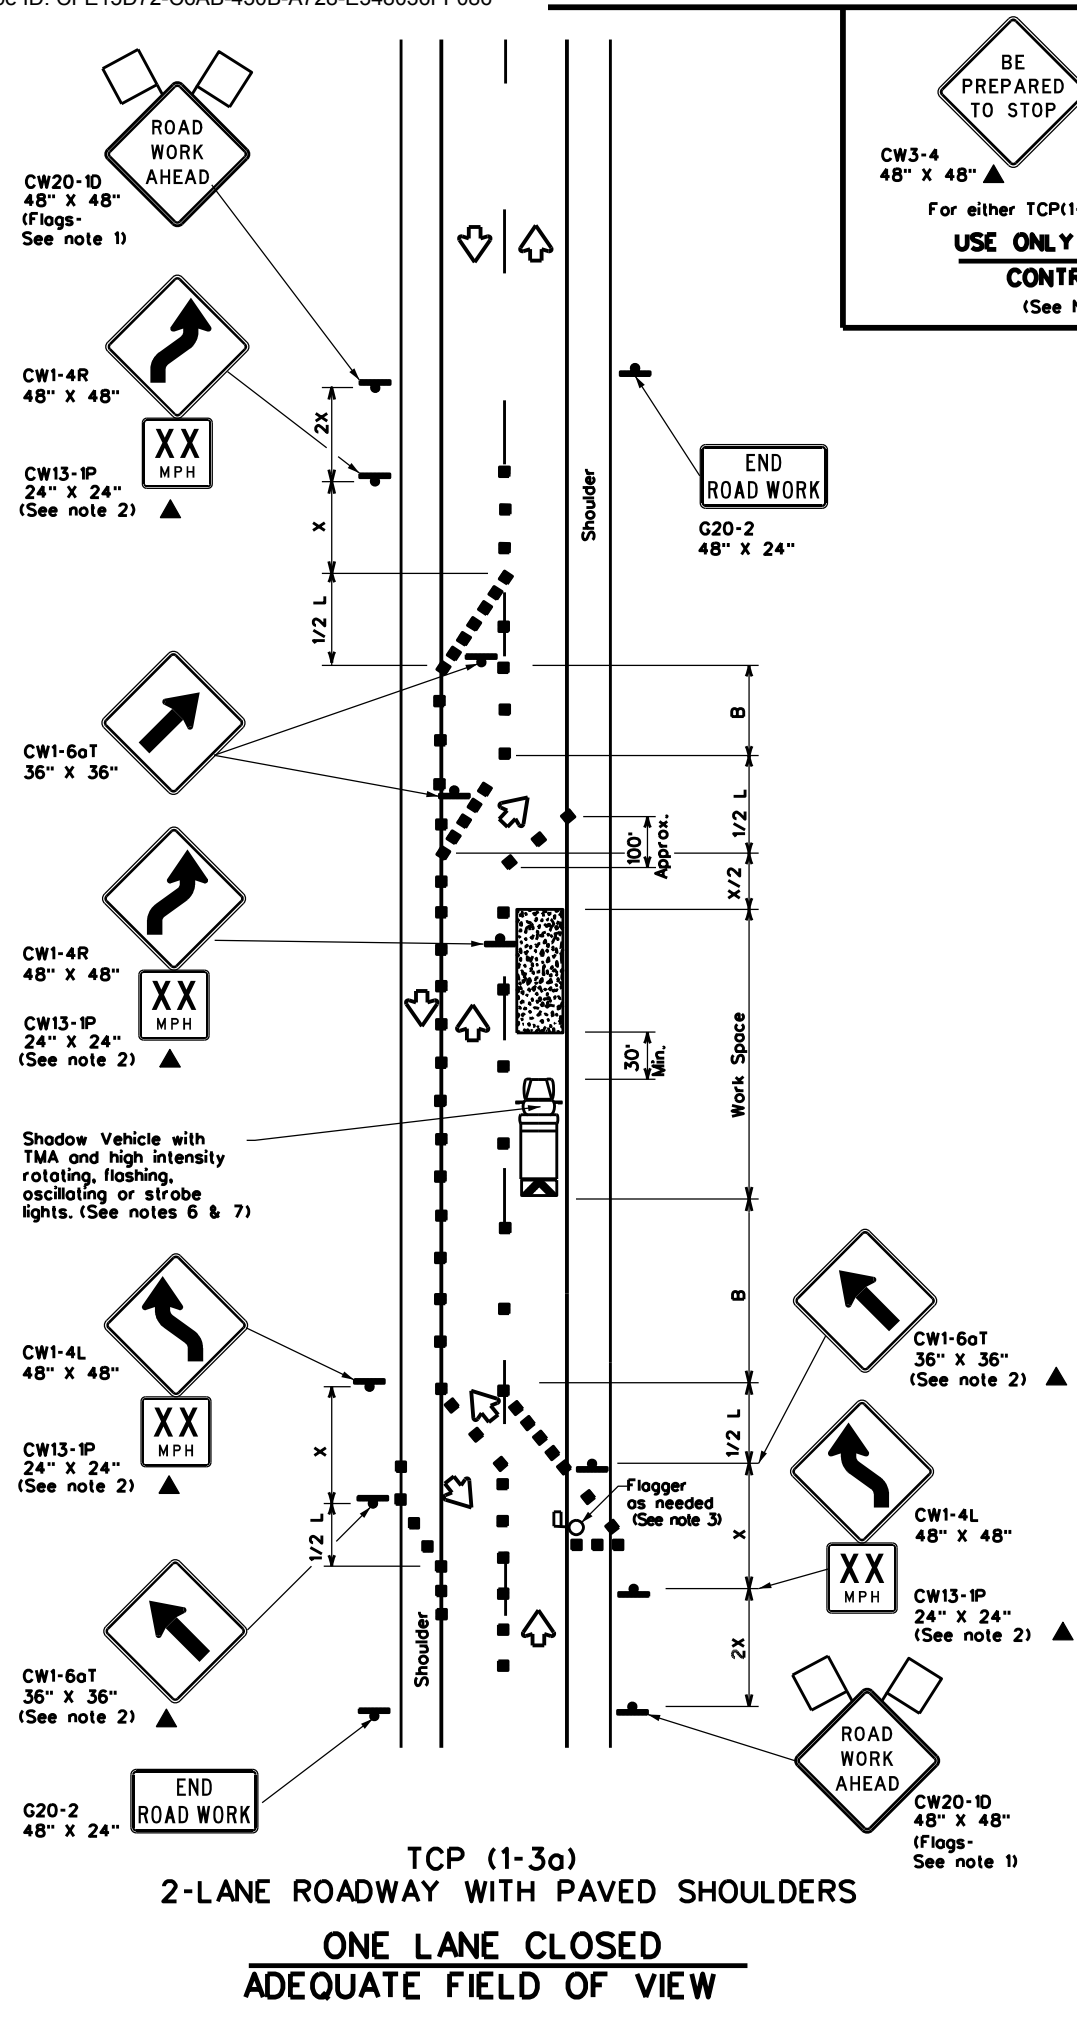 BE
PREPARED
TO STOP
CW3-4
48" X 48"
For either TCP(1-
USE ONLY
CONTR
(See
ROAD
WORK
AHEAD
CW20-1D
48" X 48"
(Flags-
See note 1)
CW1-4R
48" X 48"
XX
MPH
CW13-1P
24" X 24"
(See note 2)
2X
X
1/2 L
Shoulder
END
ROAD WORK
G20-2
48" X 24"
CW1-6aT
36" X 36"
B
1/2 L
100'
Approx.
X/2
CW1-4R
48" X 48"
XX
MPH
CW13-1P
24" X 24"
(See note 2)
30'
Min.
Work Space
Shadow Vehicle with
TMA and high intensity
rotating, flashing,
oscillating or strobe
lights. (See notes 6 & 7)
B
CW1-4L
48" X 48"
XX
MPH
CW13-1P
24" X 24"
(See note 2)
X
1/2 L
CW1-6aT
36" X 36"
(See note 2)
1/2 L
Flagger
as needed
(See note 3)
X
CW1-4L
48" X 48"
XX
MPH
CW13-1P
24" X 24"
(See note 2)
2X
Shoulder
CW1-6aT
36" X 36"
(See note 2)
END
ROAD WORK
G20-2
48" X 24"
ROAD
WORK
AHEAD
CW20-1D
48" X 48"
(Flags-
See note 1)
TCP (1-3a)
2-LANE ROADWAY WITH PAVED SHOULDERS
ONE LANE CLOSED
ADEQUATE FIELD OF VIEW